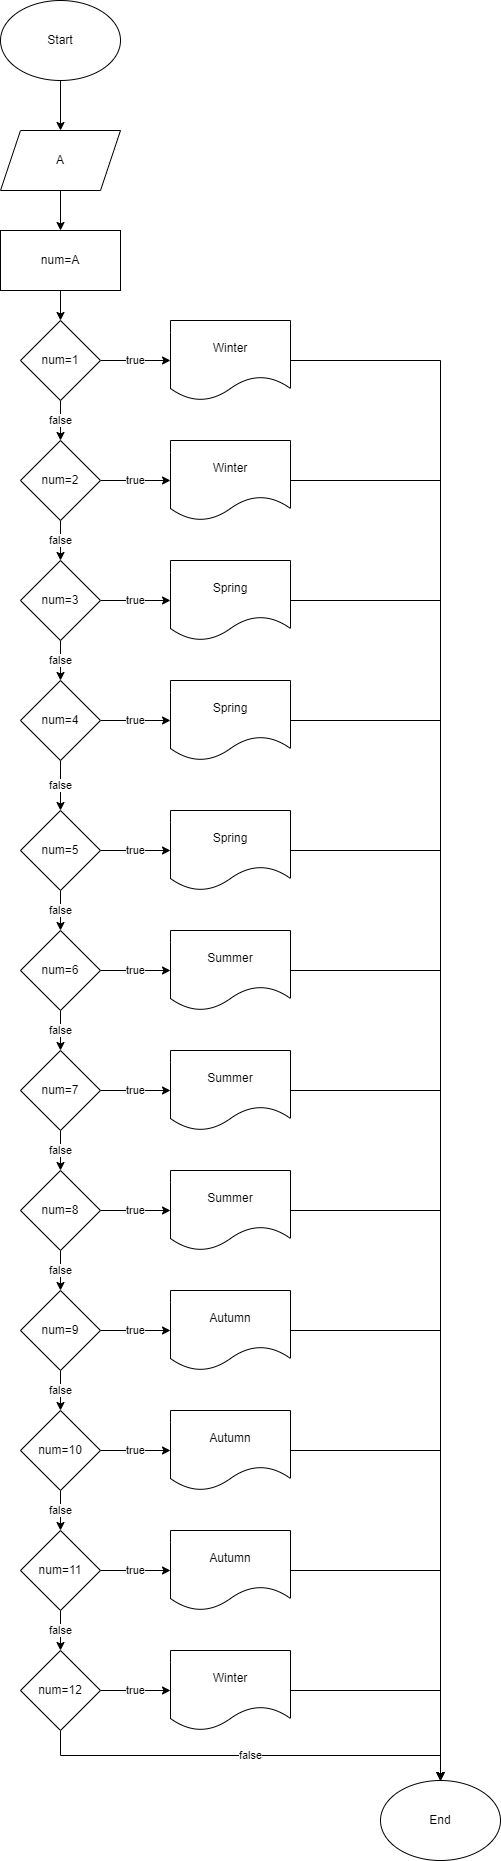 Start
A
num=A
num=1
true
Winter
false
num=2
true
Winter
false
num=3
true
Spring
false
num=4
true
Spring
false
num=5
true
Spring
false
num=6
true
Summer
false
num=7
true
Summer
false
num=8
true
Summer
false
num=9
true
Autumn
false
num=10
true
Autumn
false
num=11
true
Autumn
false
num=12
true
Winter
false
End